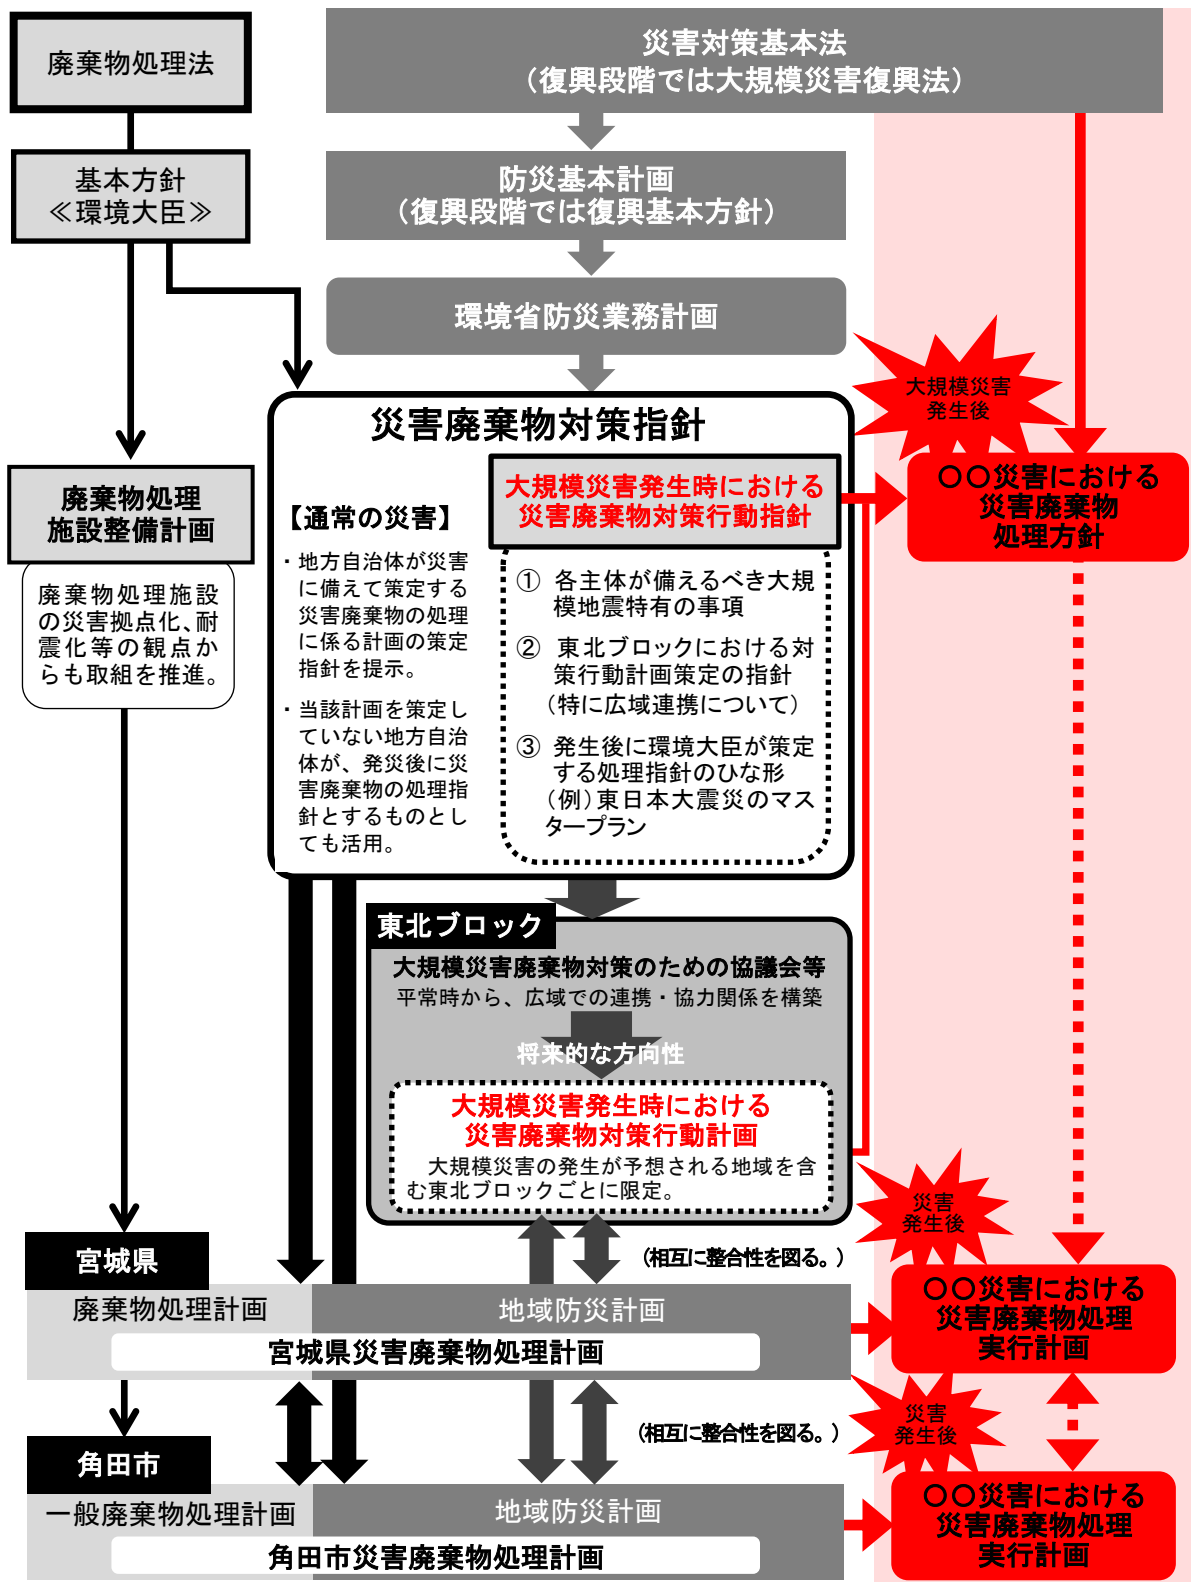 廃棄物処理法
災害対策基本法
（復興段階では大規模災害復興法）
基本方針
≪環境大臣≫
防災基本計画
（復興段階では復興基本方針）
環境省防災業務計画
大規模災害
発生後
災害廃棄物対策指針
廃棄物処理
施設整備計画
廃棄物処理施設
の災害拠点化、耐
震化等の観点か
らも取組を推進。
【通常の災害】
・地方自治体が災害
に備えて策定する
災害廃棄物の処理
に係る計画の策定
指針を提示。
・当該計画を策定し
ていない地方自治
体が、発災後に災
害廃棄物の処理指
針とするものとし
ても活用。
大規模災害発生時における
災害廃棄物対策行動指針
① 各主体が備えるべき大規
模地震特有の事項
② 東北ブロックにおける対
策行動計画策定の指針
（特に広域連携について）
③ 発生後に環境大臣が策定
する処理指針のひな形
（例）東日本大震災のマス
タープラン
〇〇災害における
災害廃棄物
処理方針
東北ブロック
大規模災害廃棄物対策のための協議会等
平常時から、広域での連携・協力関係を構築
将来的な方向性
大規模災害発生時における
災害廃棄物対策行動計画
大規模災害の発生が予想される地域を含
む東北ブロックごとに限定。
災害
発生後
（相互に整合性を図る。）
宮城県
廃棄物処理計画
地域防災計画
宮城県災害廃棄物処理計画
〇〇災害における
災害廃棄物処理
実行計画
（相互に整合性を図る。）
災害
発生後
角田市
一般廃棄物処理計画
地域防災計画
角田市災害廃棄物処理計画
〇〇災害における
災害廃棄物処理
実行計画